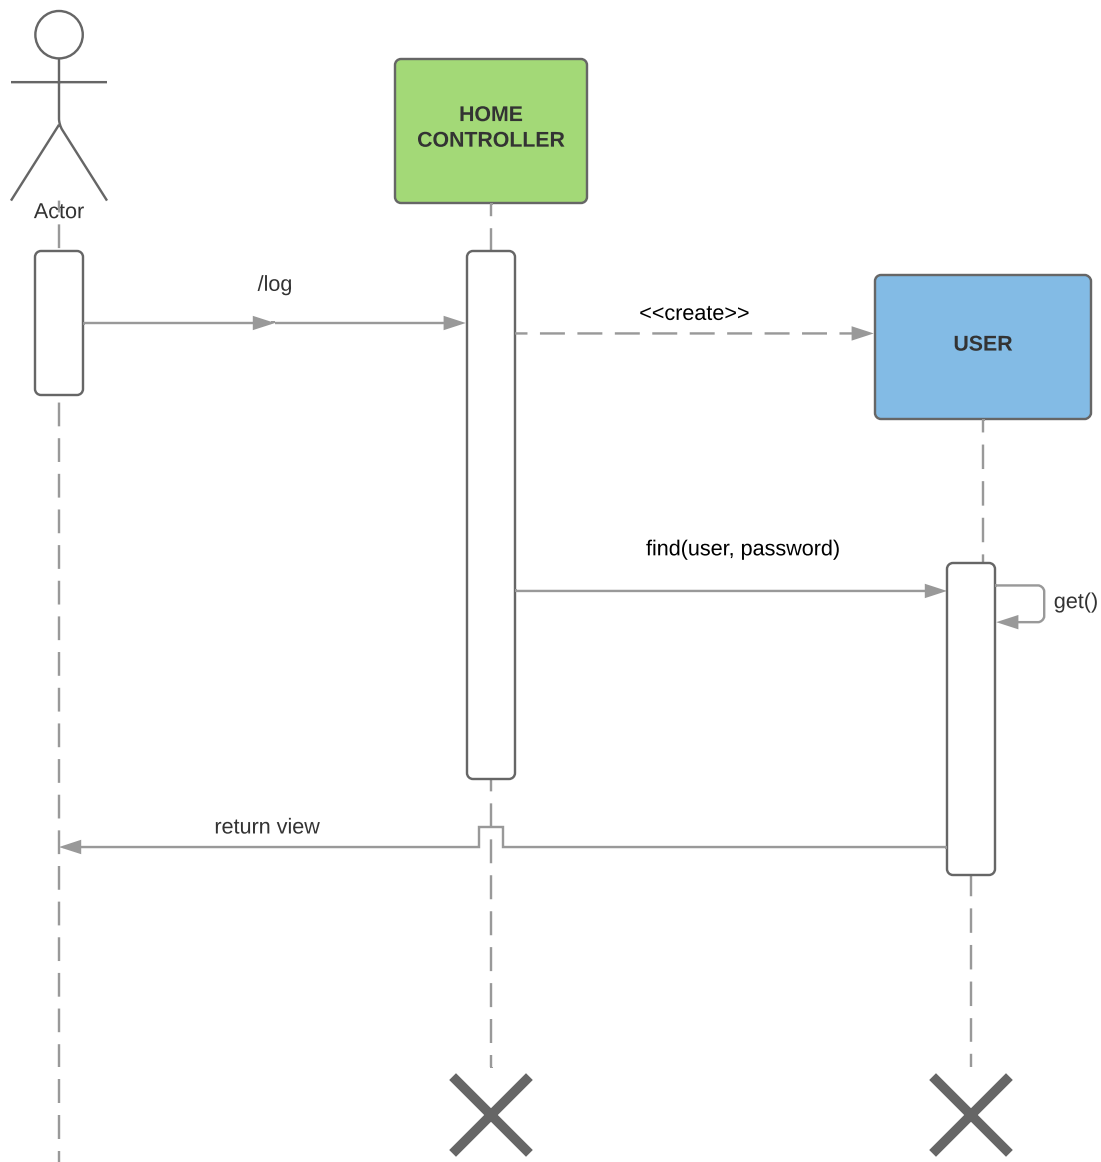 HOME
CONTROLLER
Actor
/log
<<create>>
USER
find(user, password)
get()
return view